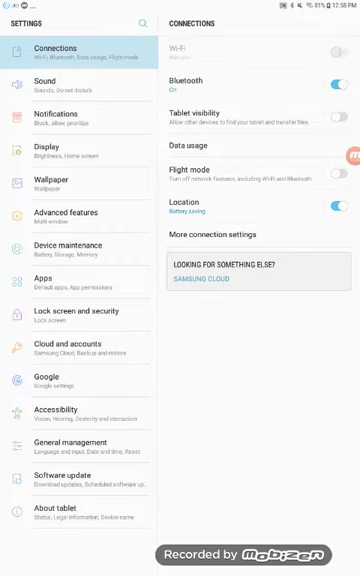 81% 12:58 PM
SETTINGS
Connections
Wi-Fi, Bluetooth, Data usage, Flight mode
Sound
Sounds, Do not disturb
Notifications
Block, allow, prioritize
Display
Brightness, Home screen
Wallpaper
Wallpaper
Advanced features
Multi window
Device maintenance
Battery, Storage, Memory
Apps
Default apps, App permissions
Lock screen and security
Lock screen
Cloud and accounts
Samsung Cloud, Backup and restore
Google
Google settings
Accessibility
Vision, Hearing, Dexterity and interaction
General management
Language and input, Date and time, Reset
Software update
Download updates, Scheduled software up...
About tablet
Status, Legal information, Device name
CONNECTIONS
Wi-Fi
Bluetooth
On
Tablet visibility
Allow other devices to find your tablet and transfer files.
Data usage
Flight mode
Turn off network features, including Wi-Fi and Bluetooth
Location
Battery saving
More connection settings
LOOKING FOR SOMETHING ELSE?
SAMSUNG CLOUD
Recorded by mobizen